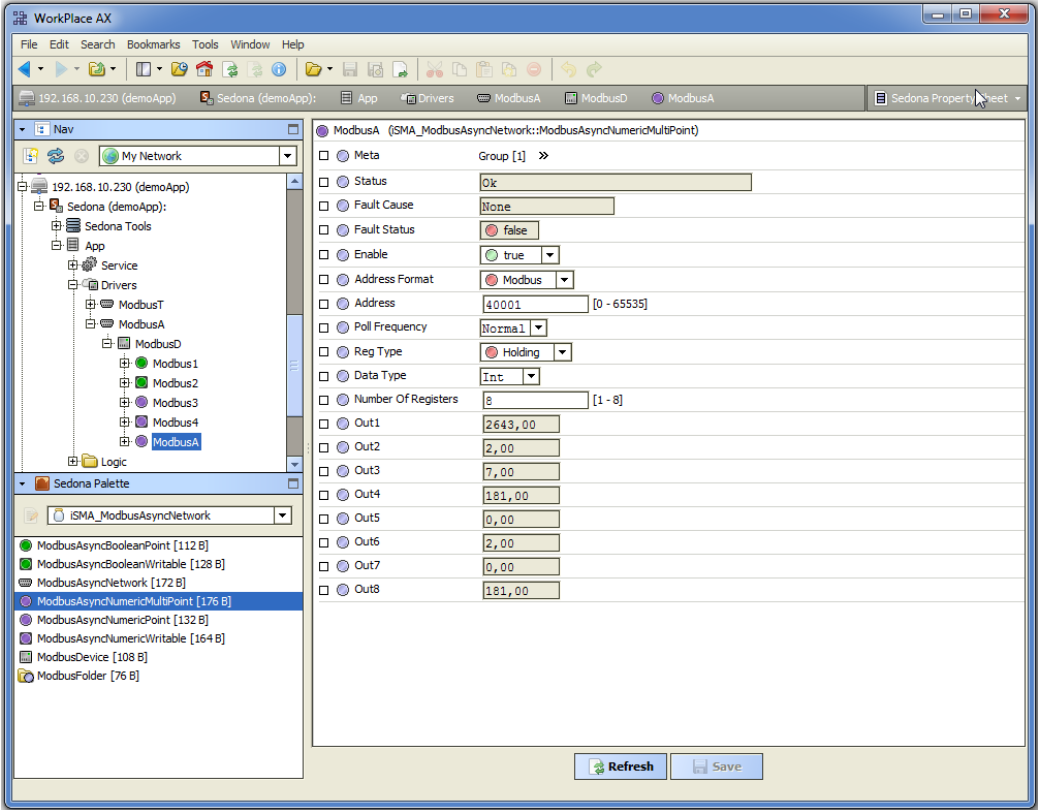 WorkPlace AX
File Edit Search Bookmarks Tools Window Help
192.168.10.230 (demoApp) Sedona (demoApp): App Drivers ModbusA ModbusD ModbusA Sedona Property Sheet
Nav
My Network
192.168.10.230 (demoApp)
Sedona (demoApp):
Sedona Tools
App
Service
Drivers
ModbusT
ModbusA
ModbusD
Modbus1
Modbus2
Modbus3
Modbus4
ModbusA
Logic
Sedona Palette
iSMA_ModbusAsyncNetwork
ModbusAsyncBooleanPoint [112 B]
ModbusAsyncBooleanWritable [128 B]
ModbusAsyncNetwork [172 B]
ModbusAsyncNumericMultiPoint [176 B]
ModbusAsyncNumericPoint [132 B]
ModbusAsyncNumericWritable [164 B]
ModbusDevice [108 B]
ModbusFolder [76 B]
ModbusA (iSMA_ModbusAsyncNetwork::ModbusAsyncNumericMultiPoint)
Meta Group [1] »
Status Ok
Fault Cause None
Fault Status false
Enable true
Address Format Modbus
Address 40001 [0 - 65535]
Poll Frequency Normal
Reg Type Holding
Data Type Int
Number Of Registers 8 [1 - 8]
Out1 2643,00
Out2 2,00
Out3 7,00
Out4 181,00
Out5 0,00
Out6 2,00
Out7 0,00
Out8 181,00
Refresh Save